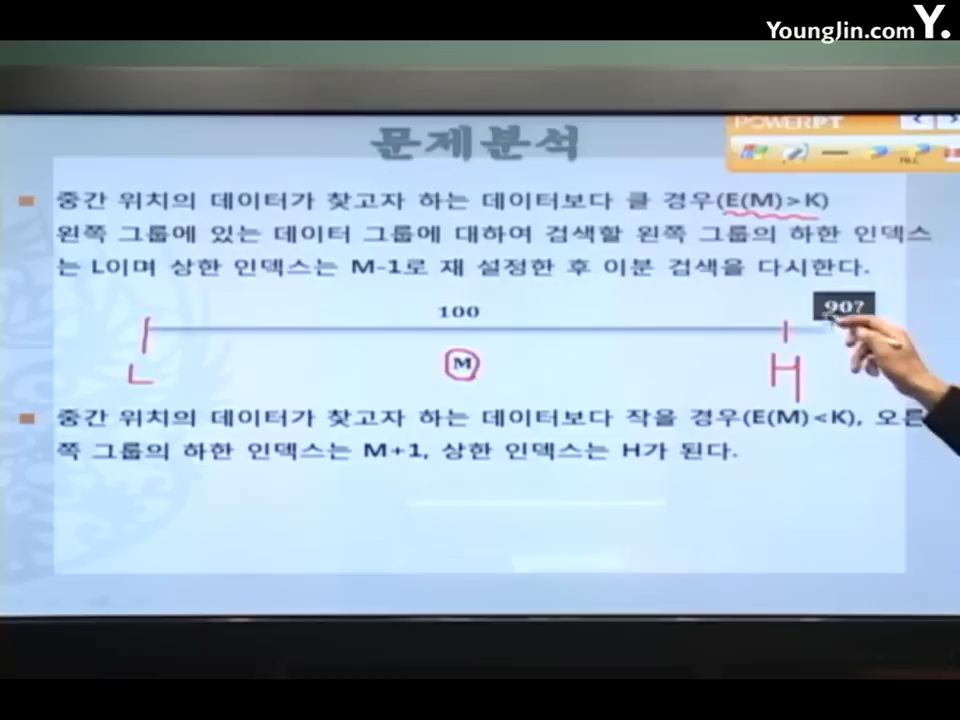 YoungJin.com Y.
POWERPT
문제분석
중간 위치의 데이터가 찾고자 하는 데이터보다 클 경우(E(M)>K)
왼쪽 그룹에 있는 데이터 그룹에 대하여 검색할 왼쪽 그룹의 하한 인덱스
는 L이며 상한 인덱스는 M-1로 재 설정한 후 이분 검색을 다시한다.
100
90?
L
M
H
중간 위치의 데이터가 찾고자 하는 데이터보다 작을 경우(E(M)<K), 오른
쪽 그룹의 하한 인덱스는 M+1, 상한 인덱스는 H가 된다.